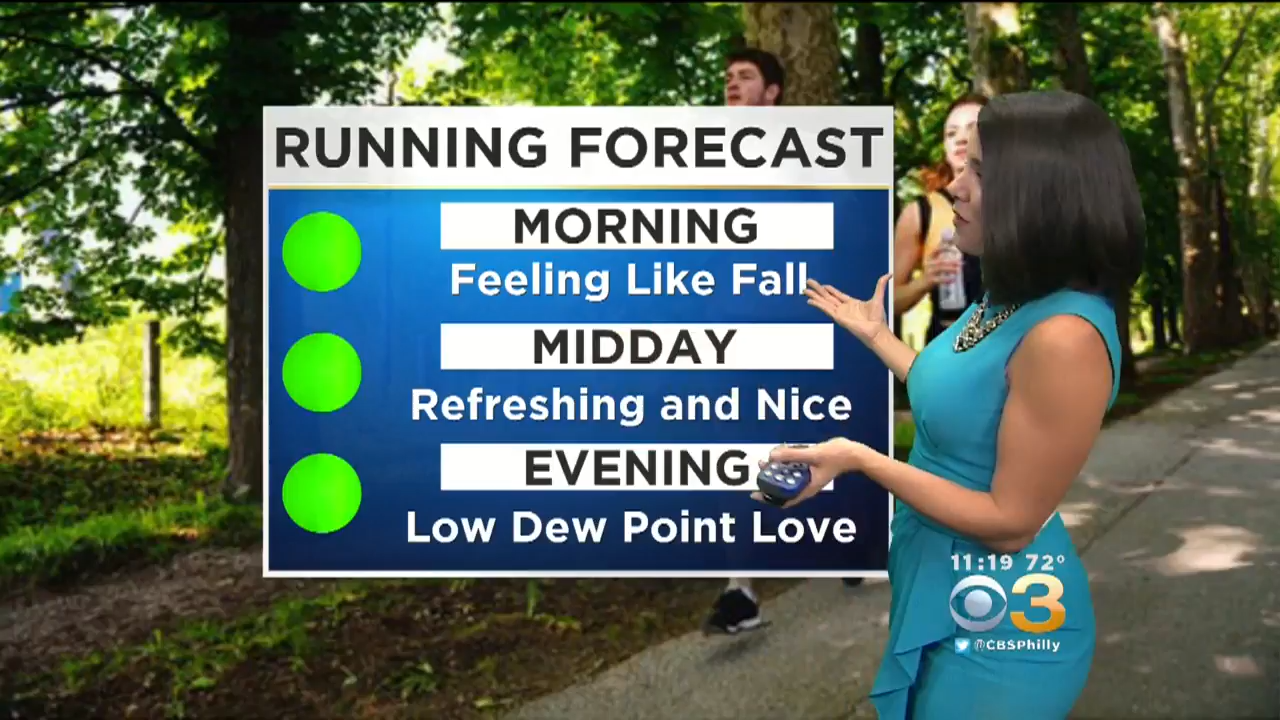 RUNNING FORECAST
MORNING
Feeling Like Fall
MIDDAY
Refreshing and Nice
EVENING
Low Dew Point Love
11:19 72°
3
@CBSPhilly